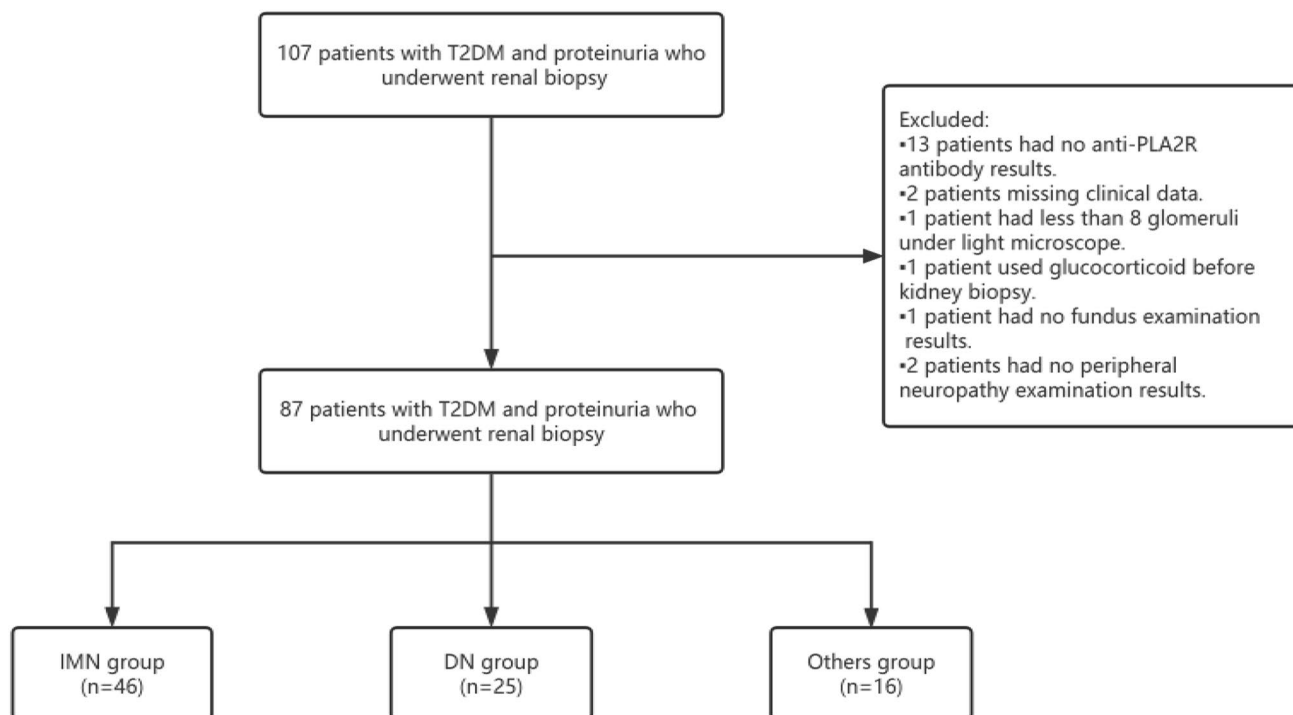 107 patients with T2DM and proteinuria who
underwent renal biopsy
Excluded:
▪13 patients had no anti-PLA2R
antibody results.
▪2 patients missing clinical data.
▪1 patient had less than 8 glomeruli
under light microscope.
▪1 patient used glucocorticoid before
kidney biopsy.
▪1 patient had no fundus examination
results.
▪2 patients had no peripheral
neuropathy examination results.
87 patients with T2DM and proteinuria who
underwent renal biopsy
IMN group
(n=46)
DN group
(n=25)
Others group
(n=16)